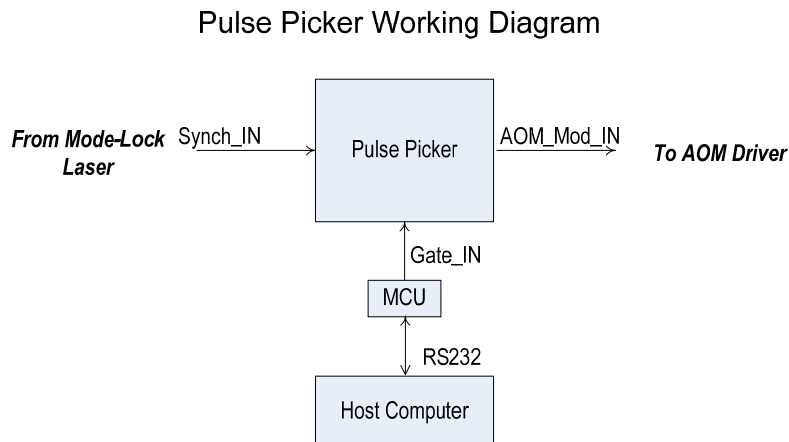 Pulse Picker Working Diagram
From Mode-Lock
Laser
Synch_IN
Pulse Picker
AOM_Mod_IN
To AOM Driver
Gate_IN
MCU
RS232
Host Computer